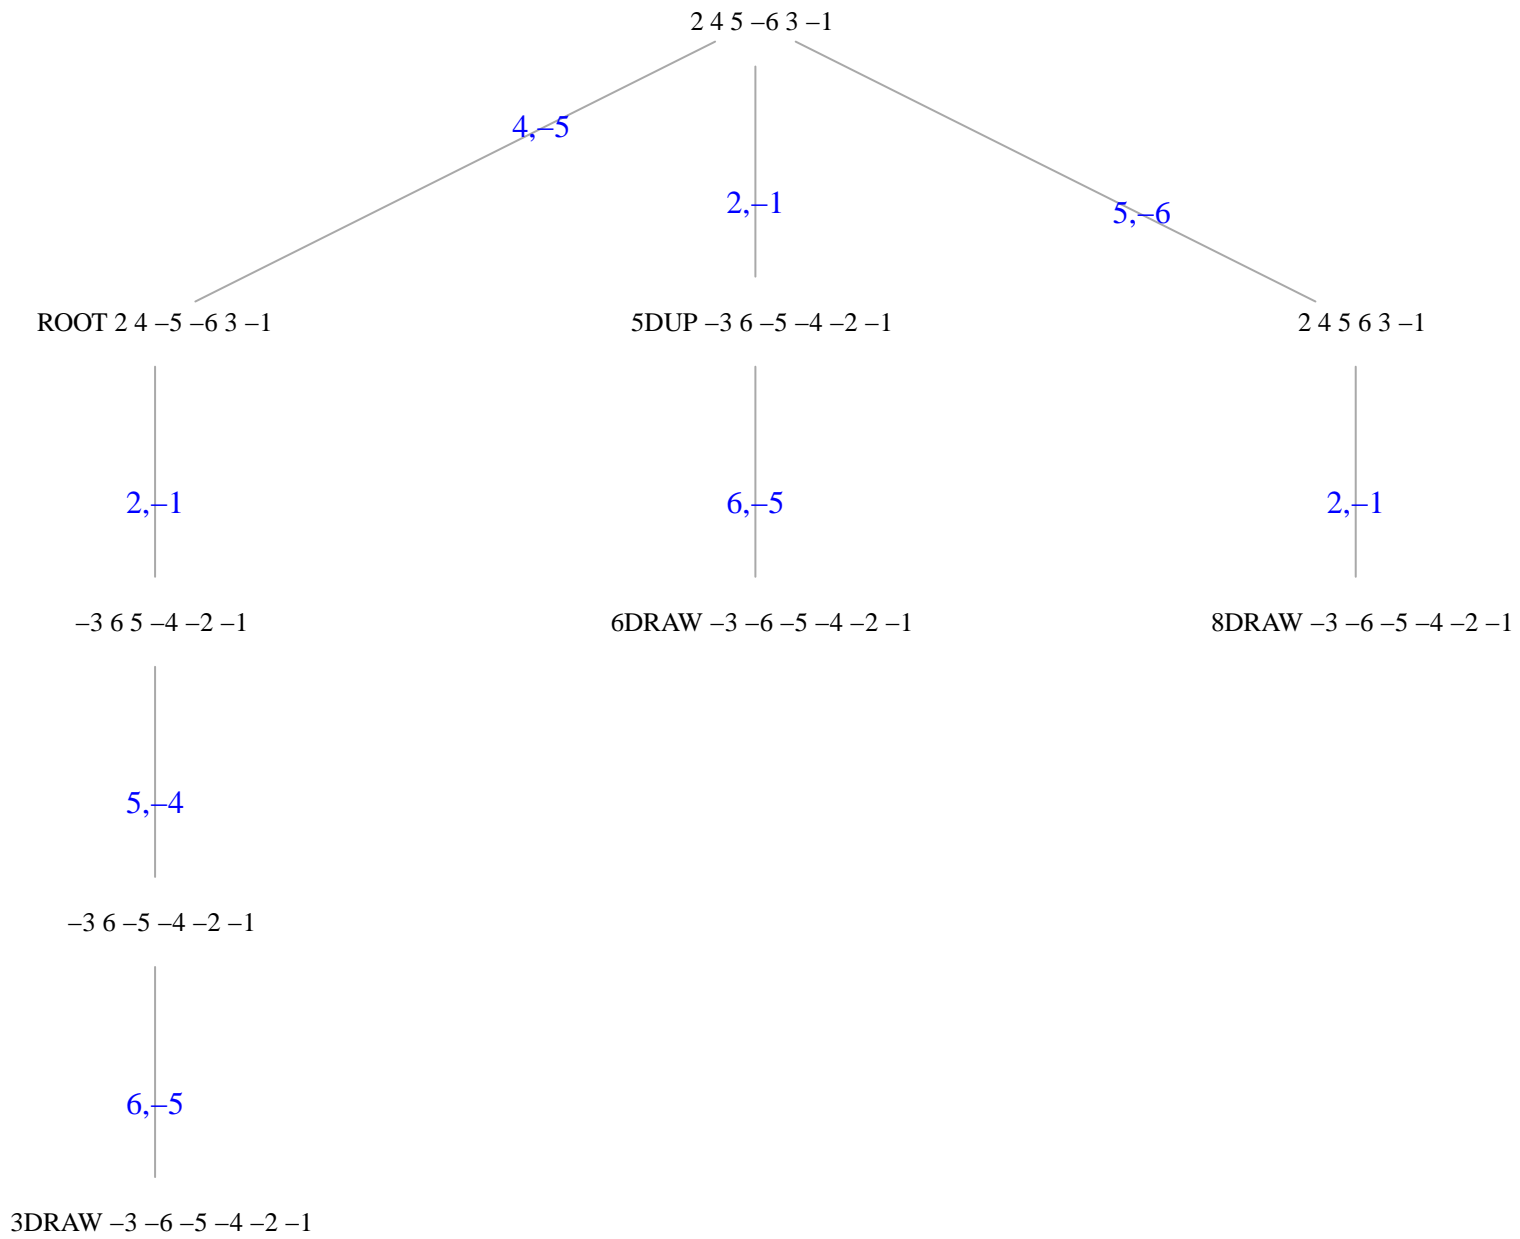 2 4 5 –6 3 –1
4,–5
2,–1
5,–6
ROOT 2 4 –5 –6 3 –1
5DUP –3 6 –5 –4 –2 –1
2 4 5 6 3 –1
2,–1
6,–5
2,–1
–3 6 5 –4 –2 –1
6DRAW –3 –6 –5 –4 –2 –1
8DRAW –3 –6 –5 –4 –2 –1
5,–4
–3 6 –5 –4 –2 –1
6,–5
3DRAW –3 –6 –5 –4 –2 –1